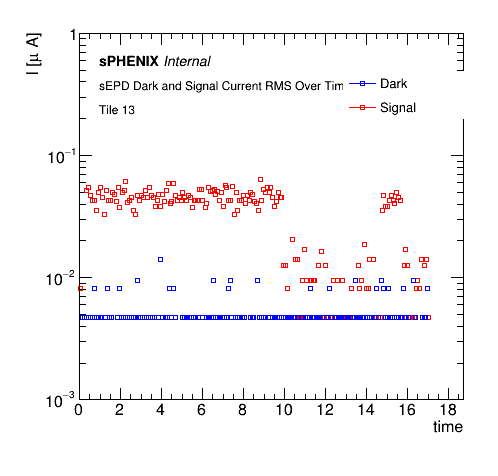 I [μ A]
1
sPHENIX Internal
sEPD Dark and Signal Current RMS Over Tim
Tile 13
Dark
Signal
10⁻¹
10⁻²
10⁻³
0 2 4 6 8 10 12 14 16 18
time